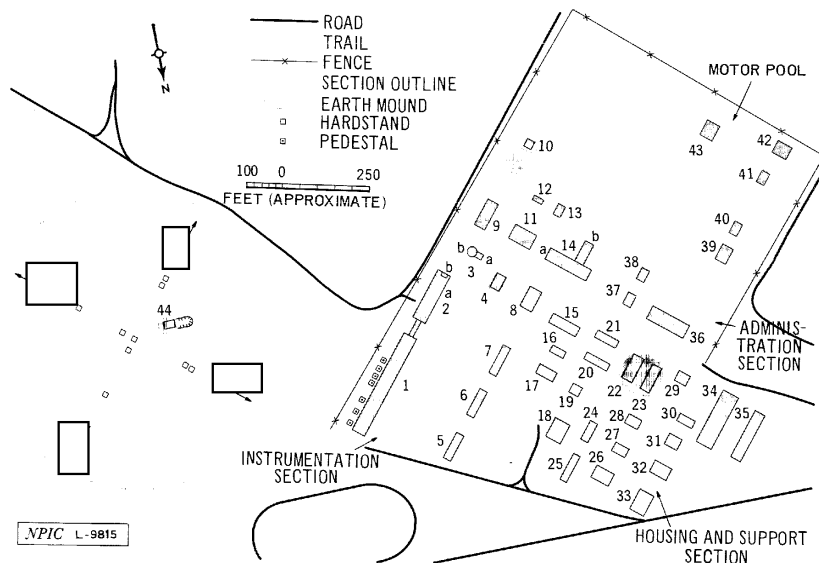 ROAD
TRAIL
FENCE
SECTION OUTLINE
EARTH MOUND
HARDSTAND
PEDESTAL
N
100 0 250
FEET (APPROXIMATE)
MOTOR POOL
43
42
41
10
12
13
9
11
b
a
14
40
39
b
a
3
38
b
a
2
4
8
37
44
15
36
21
ADMINIS-
TRATION
SECTION
16
7
20
1
17
22
29
19
23
34
6
28
30
35
18
24
5
27
31
INSTRUMENTATION
SECTION
25
26
32
33
NPIC L-9815
HOUSING AND SUPPORT
SECTION